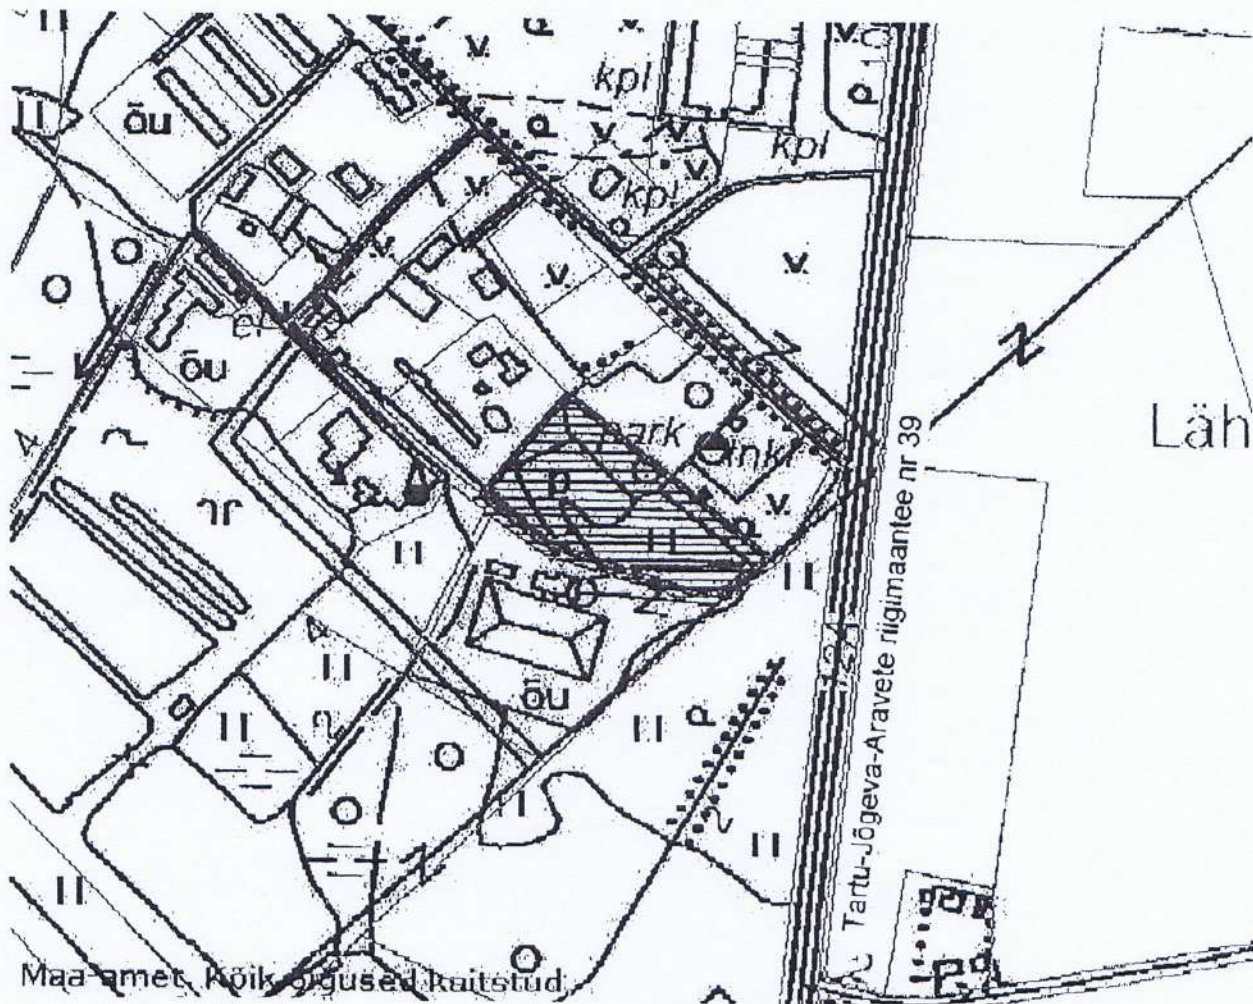 kpl
õu
kpl
kpl
õu
park
Läh
õu
Tartu-Jõgeva-Aravete riigimaantee nr 39
Maa-amet. Kõik õigused kaitstud